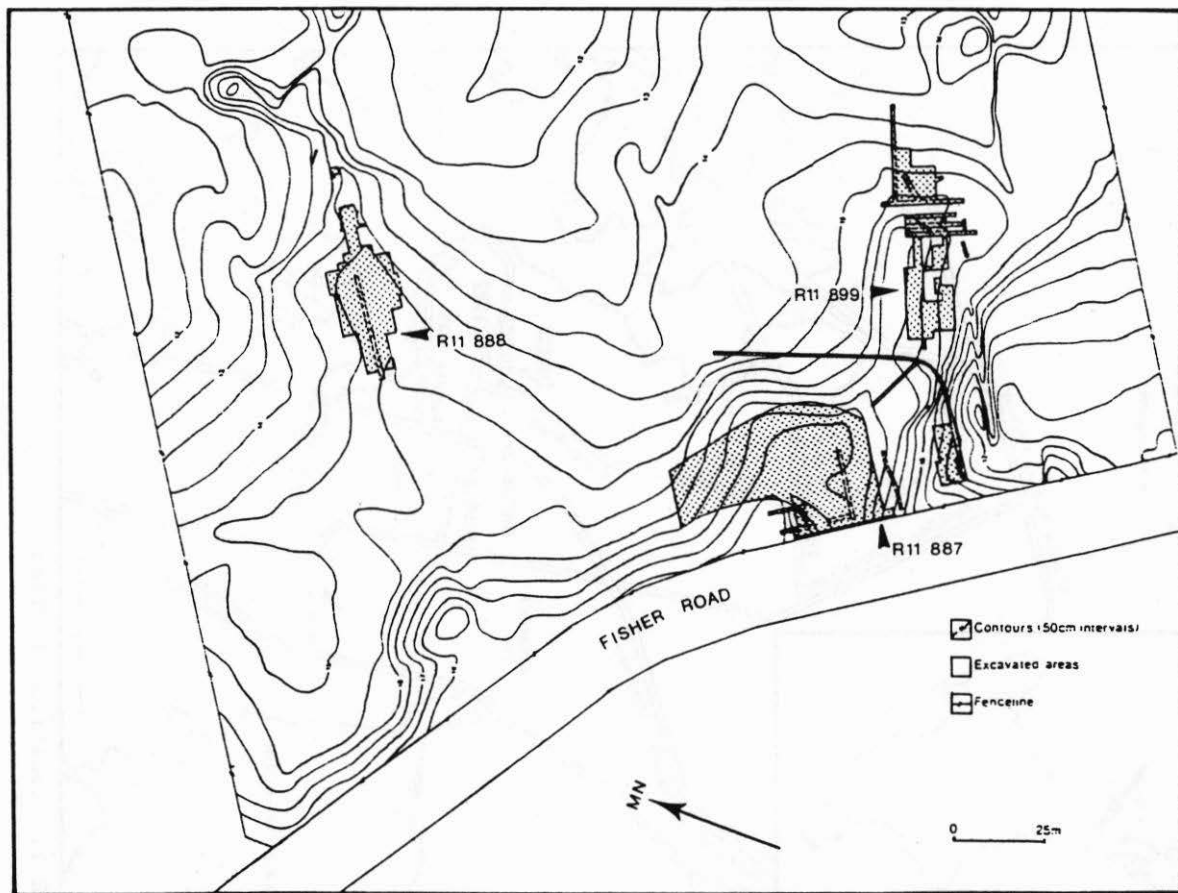 R11 899
R11 888
R11 887
FISHER ROAD
Contours (50cm intervals)
Excavated areas
Fenceline
MN
0 25m